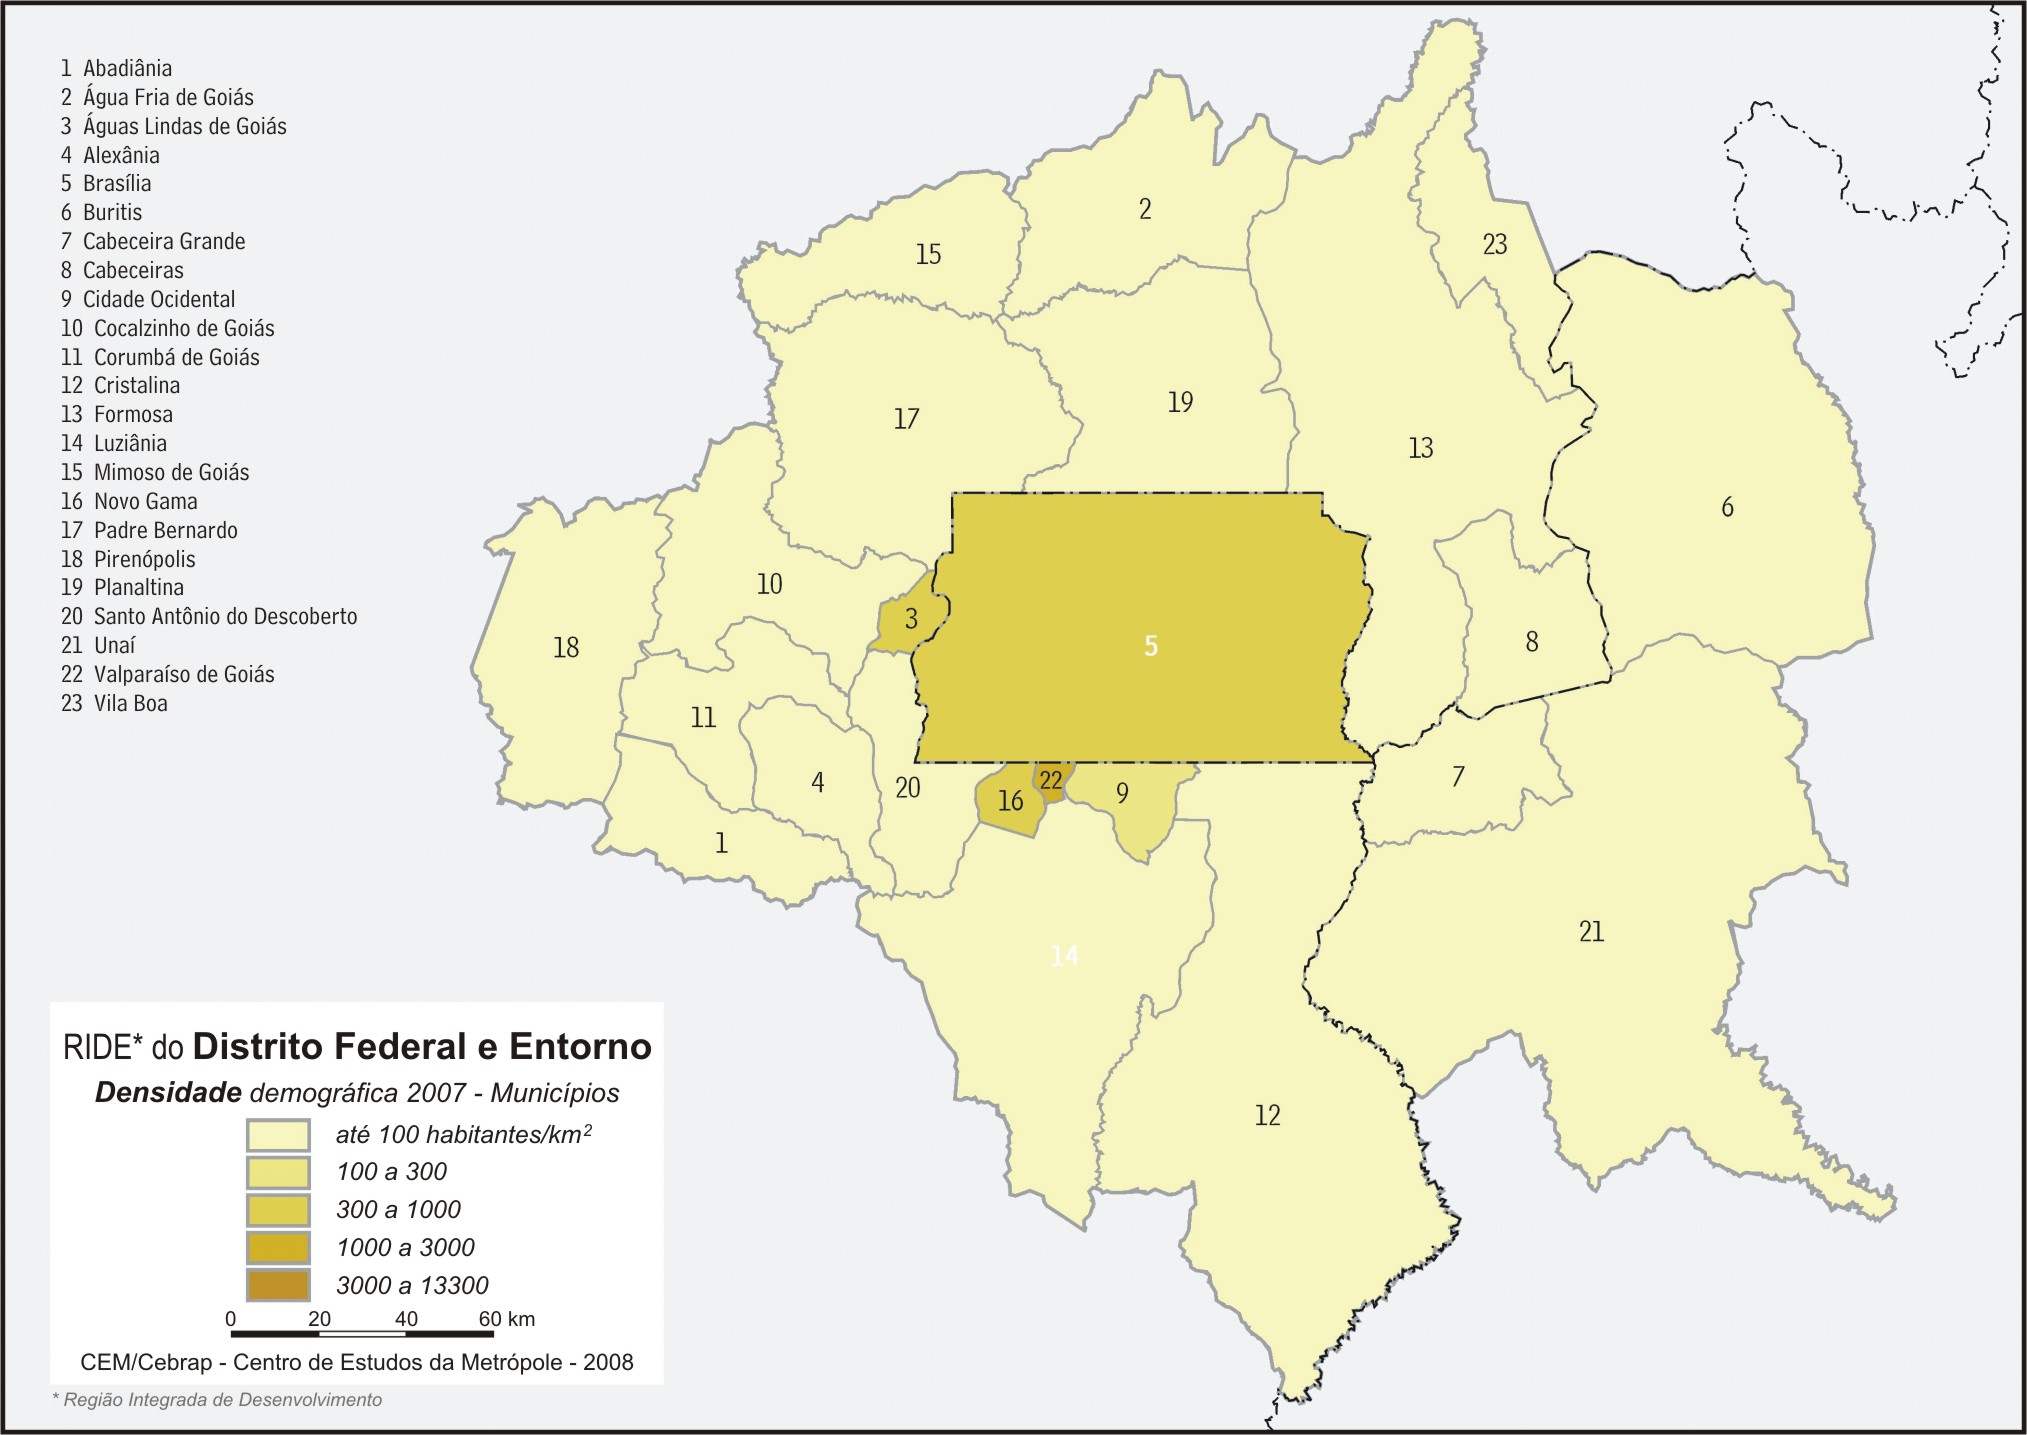 1 Abadiânia
2 Água Fria de Goiás
3 Águas Lindas de Goiás
4 Alexânia
5 Brasília
6 Buritis
7 Cabeceira Grande
8 Cabeceiras
9 Cidade Ocidental
10 Cocalzinho de Goiás
11 Corumbá de Goiás
12 Cristalina
13 Formosa
14 Luziânia
15 Mimoso de Goiás
16 Novo Gama
17 Padre Bernardo
18 Pirenópolis
19 Planaltina
20 Santo Antônio do Descoberto
21 Unaí
22 Valparaíso de Goiás
23 Vila Boa
2
23
15
19
17
13
6
10
3
8
18
5
11
7
4
20
22
9
16
1
21
14
12
RIDE* do Distrito Federal e Entorno
Densidade demográfica 2007 - Municípios
até 100 habitantes/km²
100 a 300
300 a 1000
1000 a 3000
3000 a 13300
0 20 40 60 km
CEM/Cebrap - Centro de Estudos da Metrópole - 2008
* Região Integrada de Desenvolvimento